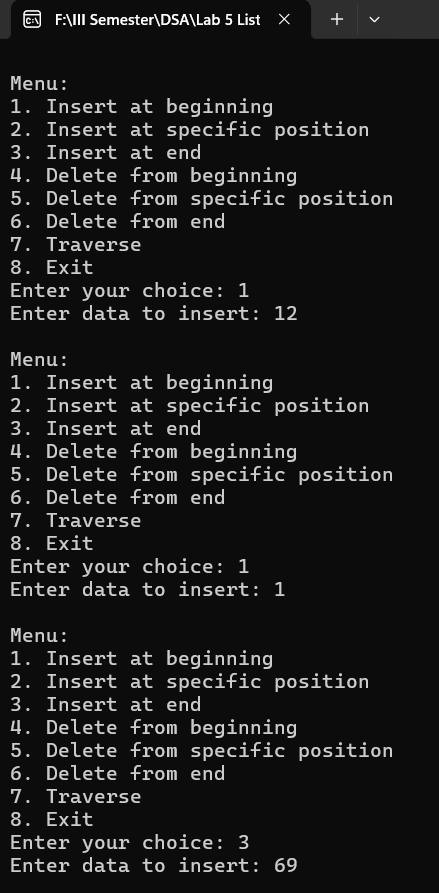 F:\III Semester\DSA\Lab 5 List
Menu:
1. Insert at beginning
2. Insert at specific position
3. Insert at end
4. Delete from beginning
5. Delete from specific position
6. Delete from end
7. Traverse
8. Exit
Enter your choice: 1
Enter data to insert: 12
Menu:
1. Insert at beginning
2. Insert at specific position
3. Insert at end
4. Delete from beginning
5. Delete from specific position
6. Delete from end
7. Traverse
8. Exit
Enter your choice: 1
Enter data to insert: 1
Menu:
1. Insert at beginning
2. Insert at specific position
3. Insert at end
4. Delete from beginning
5. Delete from specific position
6. Delete from end
7. Traverse
8. Exit
Enter your choice: 3
Enter data to insert: 69